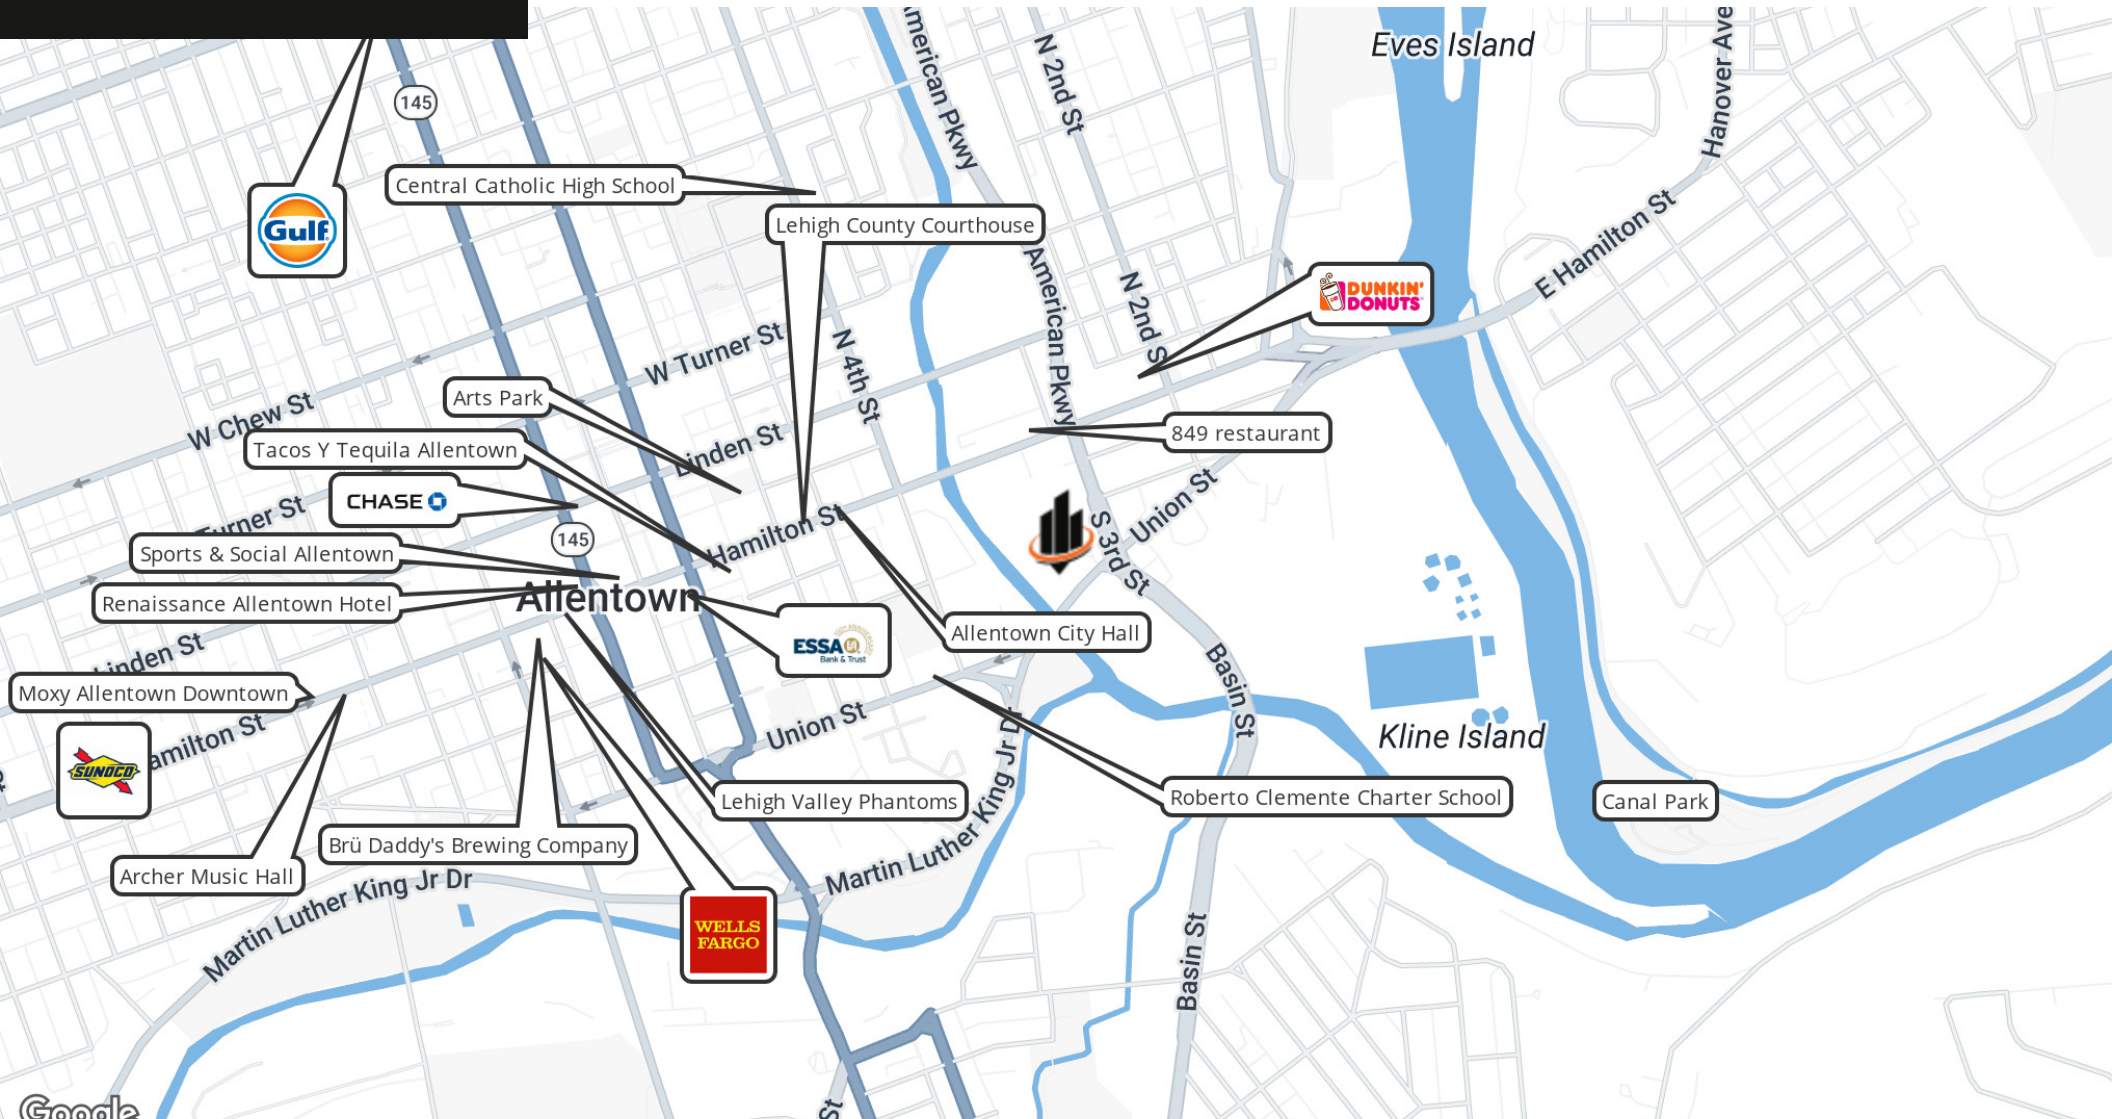 Eves Island
American Pkwy
N 2nd St
Hanover Ave
145
Central Catholic High School
Lehigh County Courthouse
Gulf
E Hamilton St
American Pkwy
N 2nd S
DUNKIN'
DONUTS
W Turner St
N 4th St
Arts Park
W Chew St
849 restaurant
Tacos Y Tequila Allentown
Linden St
CHASE
Turner St
Hamilton St
Union St
S 3rd St
145
Sports & Social Allentown
Renaissance Allentown Hotel
Allentown
ESSA
Bank & Trust
Allentown City Hall
Linden St
Moxy Allentown Downtown
Hamilton St
Basin St
Union St
Kline Island
SUNOCO
Martin Luther King Jr Dr
Lehigh Valley Phantoms
Roberto Clemente Charter School
Canal Park
Brü Daddy's Brewing Company
Archer Music Hall
Martin Luther King Jr Dr
WELLS
FARGO
Basin St
St
Google